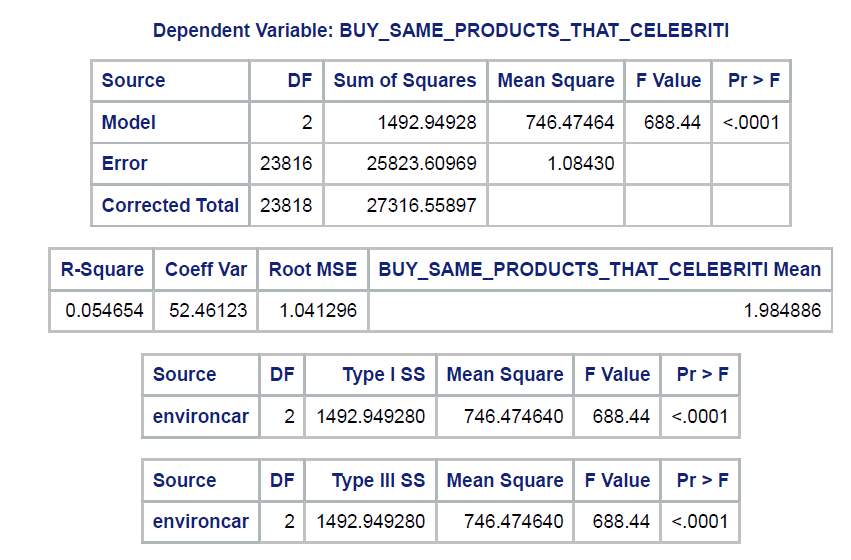 Dependent Variable: BUY_SAME_PRODUCTS_THAT_CELEBRITI
Source DF Sum of Squares Mean Square F Value Pr > F
Model 2 1492.94928 746.47464 688.44 <.0001
Error 23816 25823.60969 1.08430
Corrected Total 23818 27316.55897
R-Square Coeff Var Root MSE BUY_SAME_PRODUCTS_THAT_CELEBRITI Mean
0.054654 52.46123 1.041296 1.984886
Source DF Type I SS Mean Square F Value Pr > F
environcar 2 1492.949280 746.474640 688.44 <.0001
Source DF Type III SS Mean Square F Value Pr > F
environcar 2 1492.949280 746.474640 688.44 <.0001